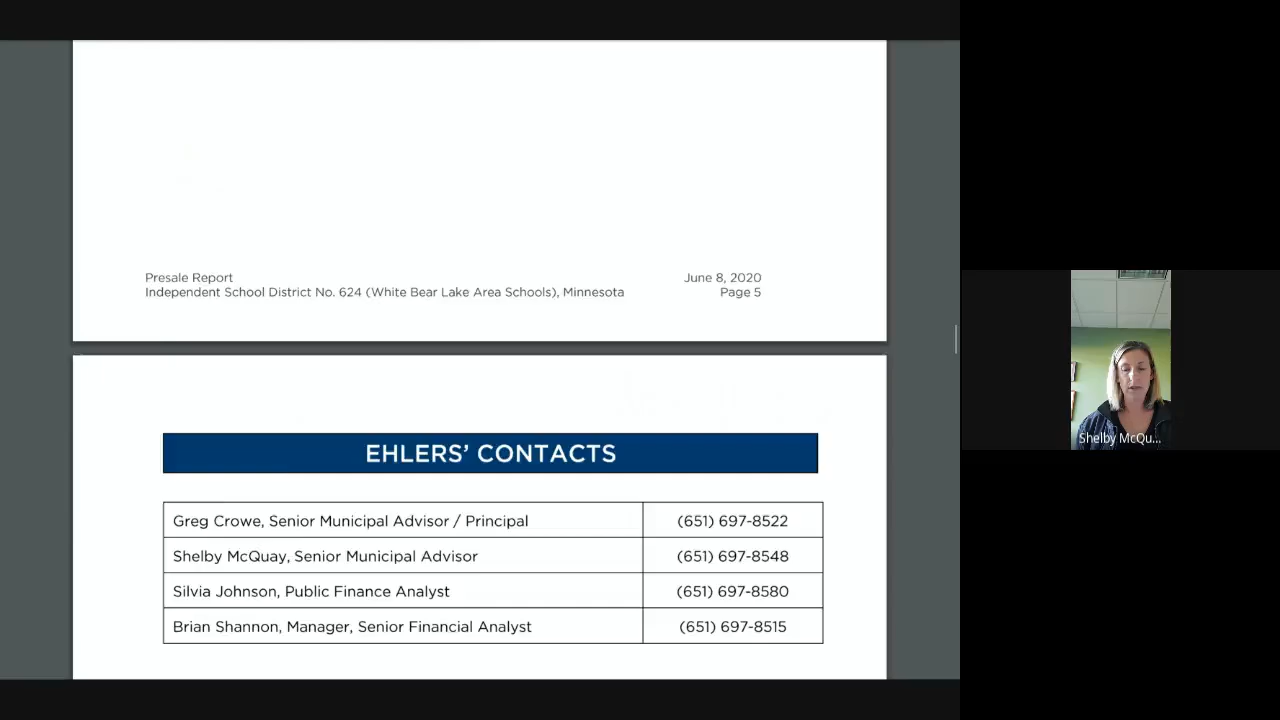 Presale Report
June 8, 2020
Independent School District No. 624 (White Bear Lake Area Schools), Minnesota
Page 5
EHLERS' CONTACTS
Greg Crowe, Senior Municipal Advisor / Principal
(651) 697-8522
Shelby McQuay, Senior Municipal Advisor
(651) 697-8548
Silvia Johnson, Public Finance Analyst
(651) 697-8580
Brian Shannon, Manager, Senior Financial Analyst
(651) 697-8515
Shelby McQu...